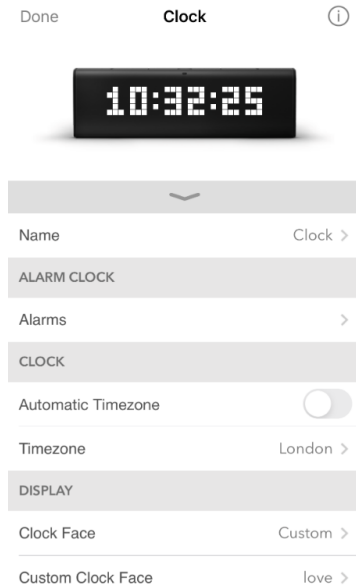 Done Clock
10:32:25
Name Clock
ALARM CLOCK
Alarms
CLOCK
Automatic Timezone
Timezone London
DISPLAY
Clock Face Custom
Custom Clock Face love